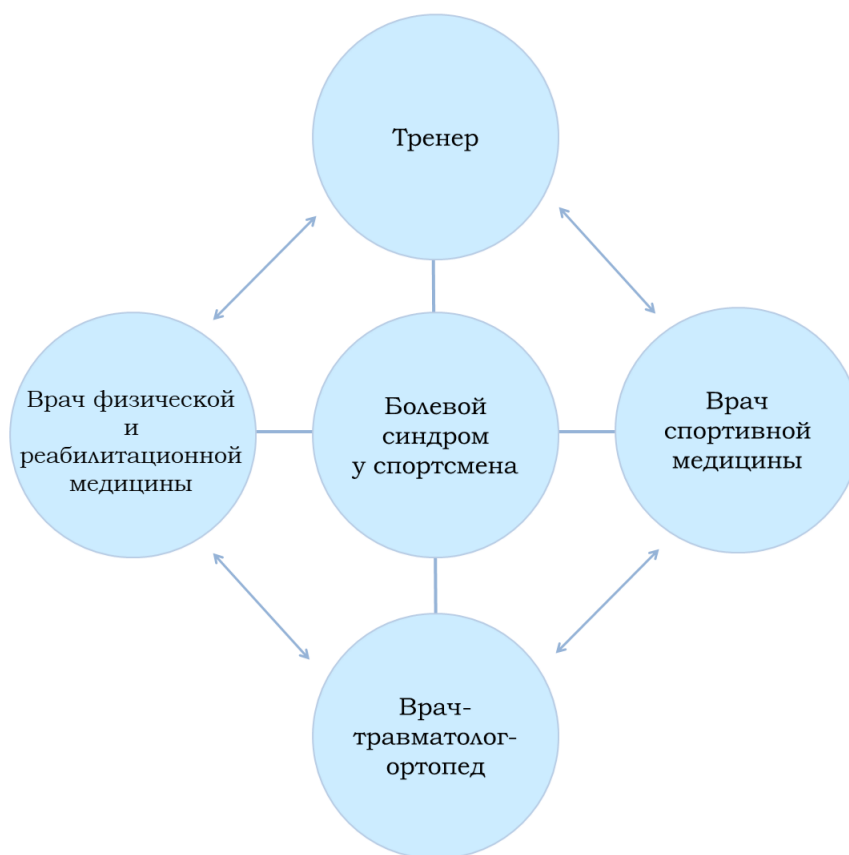 Тренер
Врач физической
и
реабилитационной
медицины
Болевой
синдром
у спортсмена
Врач
спортивной
медицины
Врач-
травматолог-
ортопед